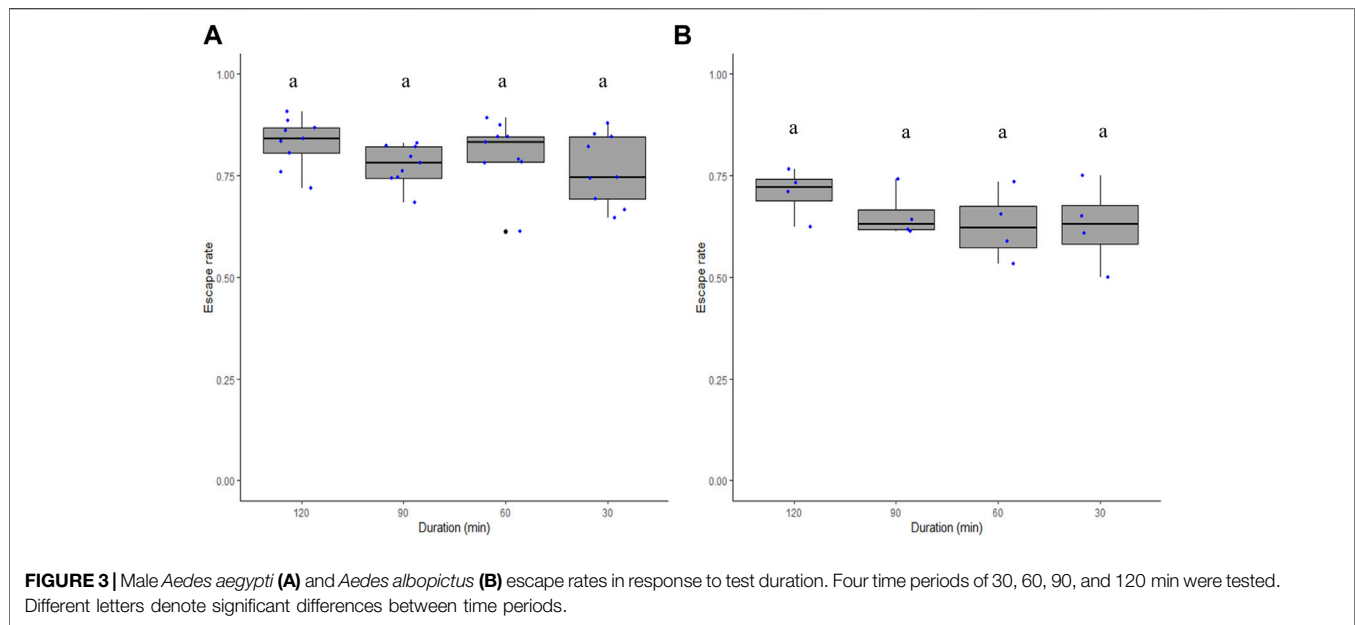 A
B
a a a a
a a a a
1.00
0.75
0.50
0.25
0.00
Escape rate
120 90 60 30
Duration (min)
1.00
0.75
0.50
0.25
0.00
Escape rate
120 90 60 30
Duration (min)
FIGURE 3 | Male Aedes aegypti (A) and Aedes albopictus (B) escape rates in response to test duration. Four time periods of 30, 60, 90, and 120 min were tested.
Different letters denote significant differences between time periods.